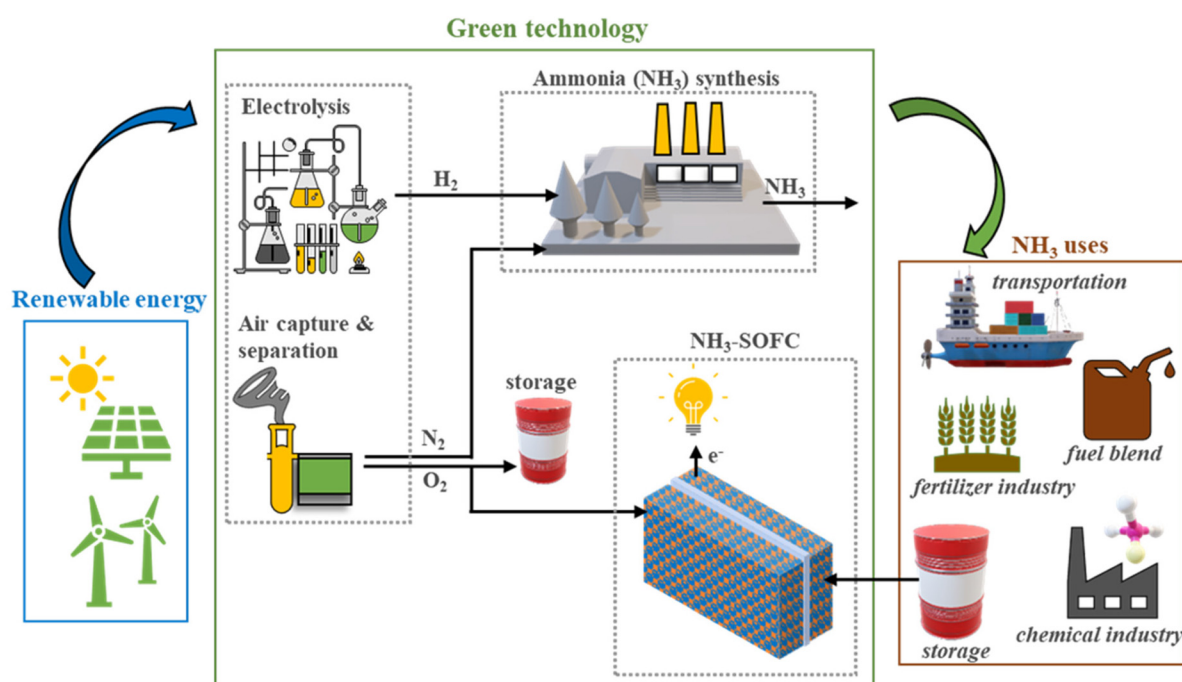 Green technology
Electrolysis
Ammonia (NH₃) synthesis
H₂
NH₃
Renewable energy
NH₃ uses
transportation
Air capture &
separation
storage
NH₃-SOFC
N₂
O₂
e⁻
fuel blend
fertilizer industry
chemical industry
storage